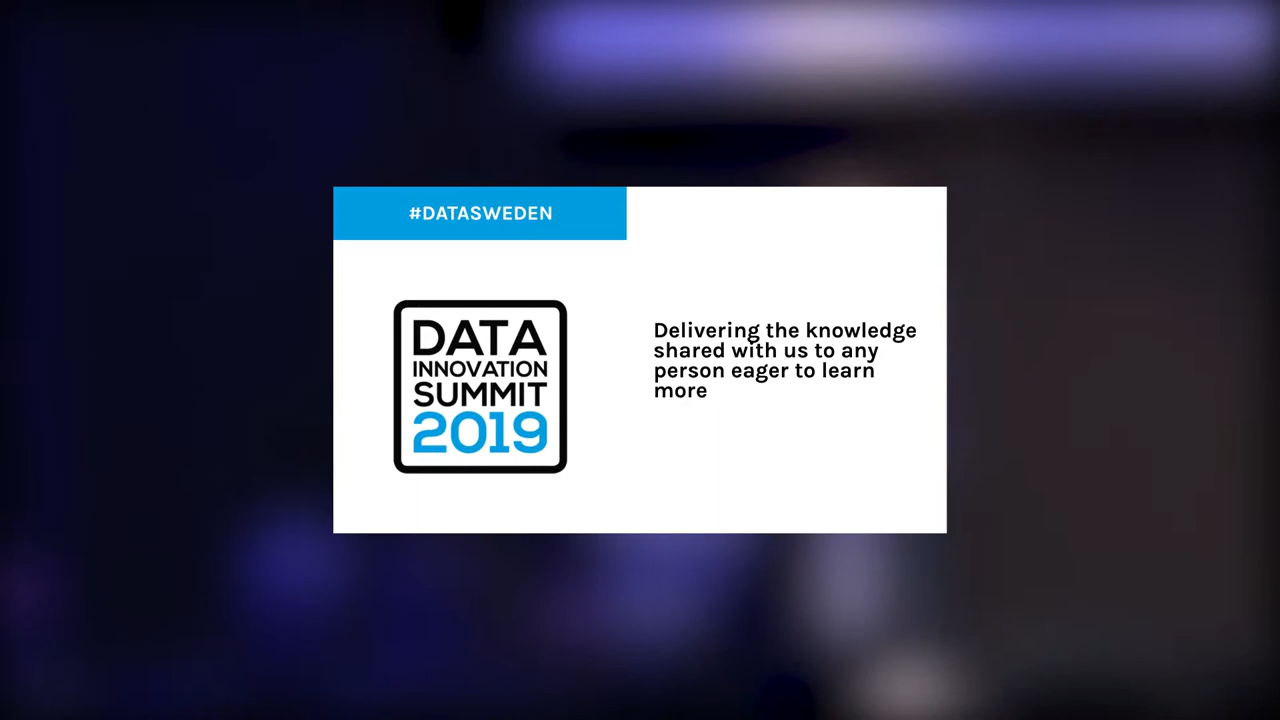 #DATASWEDEN
DATA
INNOVATION
SUMMIT
2019
Delivering the knowledge
shared with us to any
person eager to learn
more